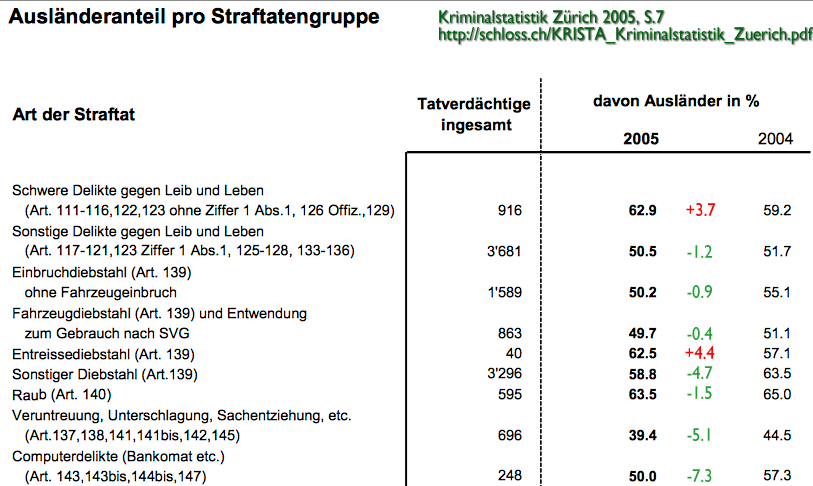 Ausländeranteil pro Straftatengruppe
Kriminalstatistik Zürich 2005, S.7
http://schloss.ch/KRISTA_Kriminalstatistik_Zuerich.pdf
Art der Straftat
Tatverdächtige
ingesamt
davon Ausländer in %
2005 2004
Schwere Delikte gegen Leib und Leben
(Art. 111-116,122,123 ohne Ziffer 1 Abs.1, 126 Offiz.,129) 916 62.9 +3.7 59.2
Sonstige Delikte gegen Leib und Leben
(Art. 117-121,123 Ziffer 1 Abs.1, 125-128, 133-136) 3'681 50.5 -1.2 51.7
Einbruchdiebstahl (Art. 139)
ohne Fahrzeugeinbruch 1'589 50.2 -0.9 55.1
Fahrzeugdiebstahl (Art. 139) und Entwendung
zum Gebrauch nach SVG 863 49.7 -0.4 51.1
Entreissediebstahl (Art. 139) 40 62.5 +4.4 57.1
Sonstiger Diebstahl (Art.139) 3'296 58.8 -4.7 63.5
Raub (Art. 140) 595 63.5 -1.5 65.0
Veruntreuung, Unterschlagung, Sachentziehung, etc.
(Art.137,138,141,141bis,142,145) 696 39.4 -5.1 44.5
Computerdelikte (Bankomat etc.)
(Art. 143,143bis,144bis,147) 248 50.0 -7.3 57.3